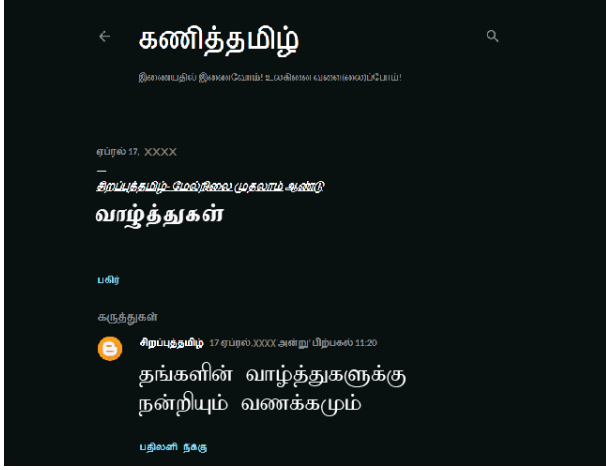 கணித்தமிழ்
இணையதில் இணைவோம்! உலகினை வளைஸைப்போம்!
ஏப்ரல் 17, XXXX
சிறப்புத்தமிழ்- மேல்நிலை முதலாம் ஆண்டு
வாழ்த்துகள்
பகிர்
கருத்துகள்
சிறப்புத்தமிழ் 17 ஏப்ரல், XXXX அன்று பிற்பகல் 11:20
தங்களின் வாழ்த்துகளுக்கு
நன்றியும் வணக்கமும்
பதிலளி நீக்கு